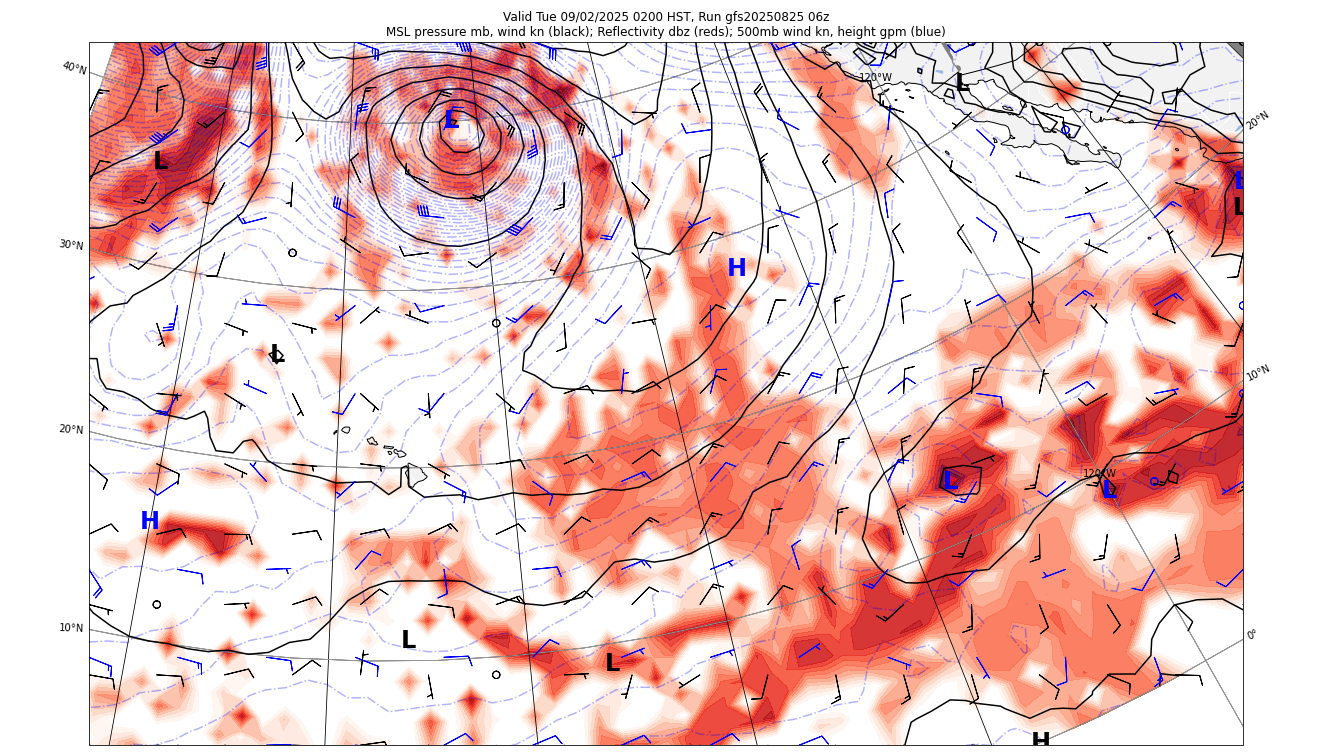 Valid Tue 09/02/2025 0200 HST, Run gfs20250825 06z
MSL pressure mb, wind kn (black); Reflectivity dbz (reds); 500mb wind kn, height gpm (blue)
40°N
120°W
L
20°N
L
L
H
L
L
30°N
H
L
10°N
20°N
120°W
L
L
H
10°N
L
L
0°
H